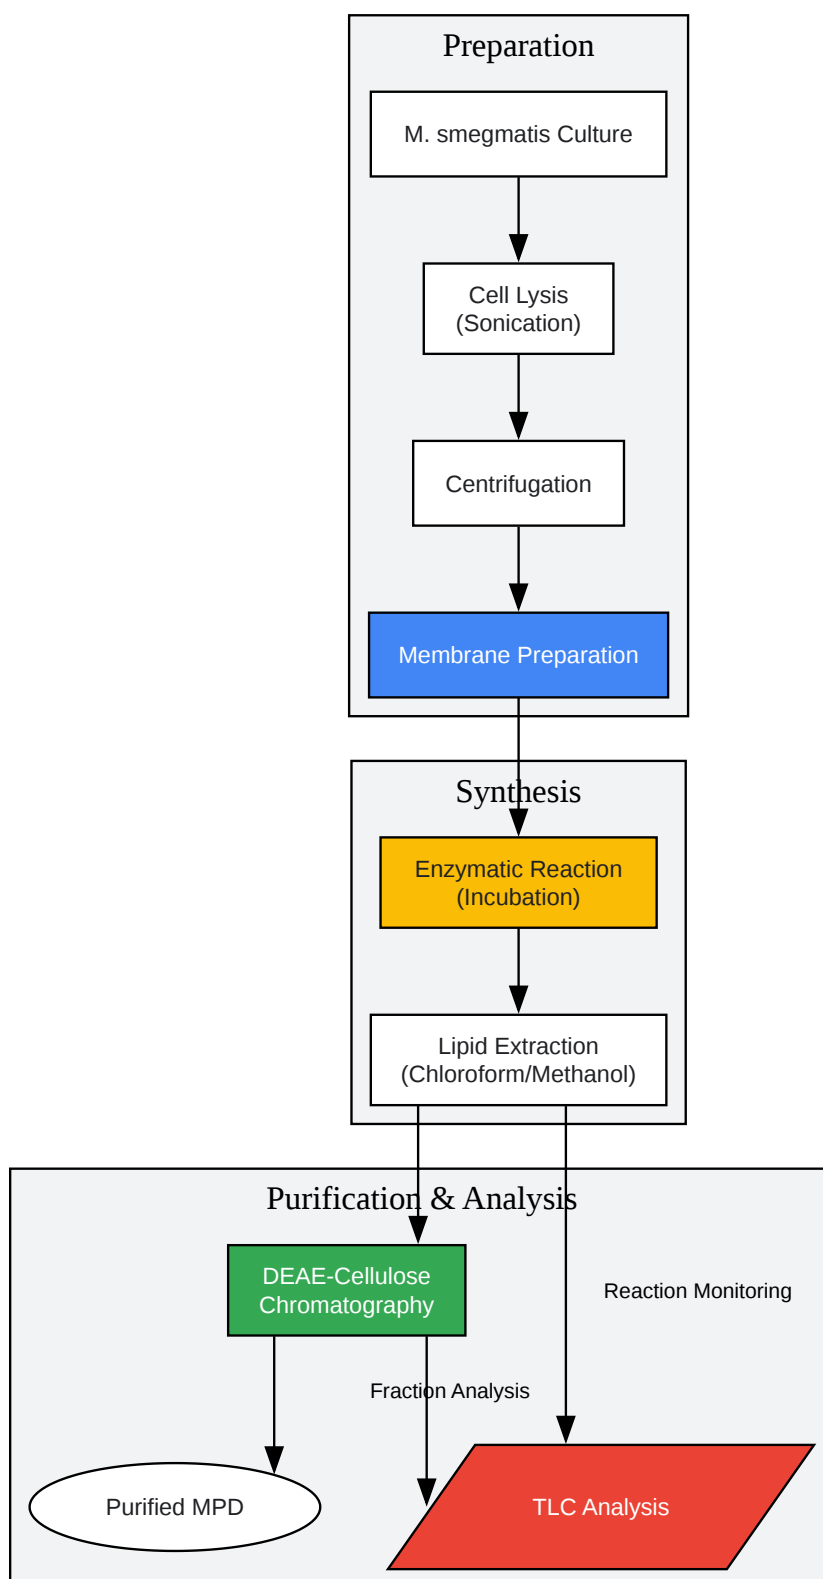 Preparation
M. smegmatis Culture
Cell Lysis
(Sonication)
Centrifugation
Membrane Preparation
Synthesis
Enzymatic Reaction
(Incubation)
Lipid Extraction
(Chloroform/Methanol)
Purification & Analysis
DEAE-Cellulose
Chromatography
Reaction Monitoring
Fraction Analysis
Purified MPD
TLC Analysis